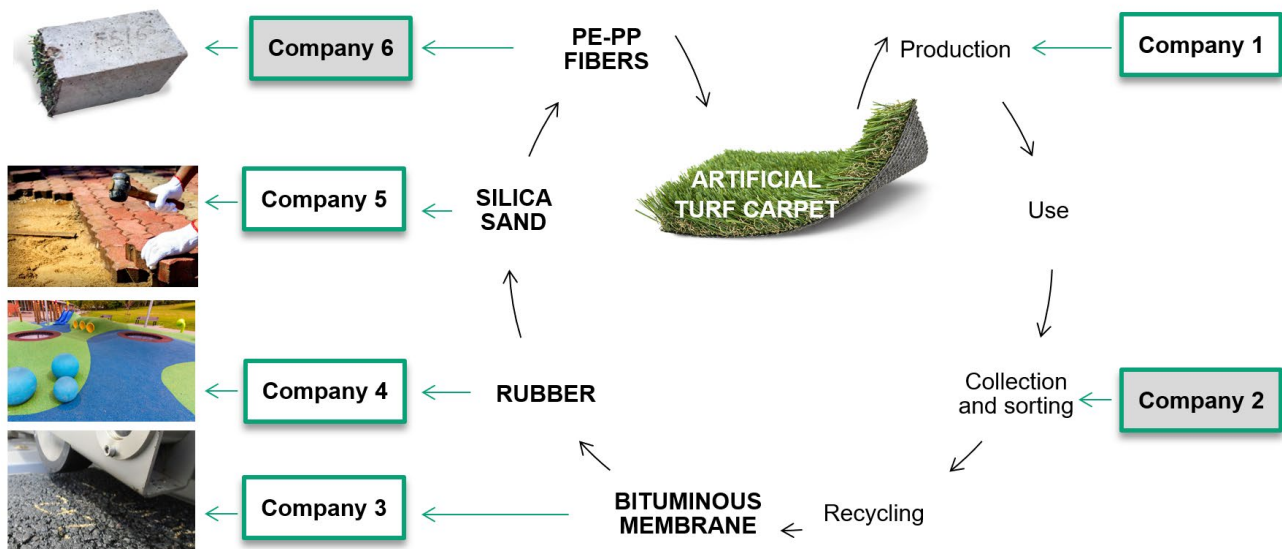 Company 6
PE-PP
FIBERS
Production
Company 1
ARTIFICIAL
TURF CARPET
Company 5
SILICA
SAND
Use
Company 4
RUBBER
Collection
and sorting
Company 2
Company 3
BITUMINOUS
MEMBRANE
Recycling